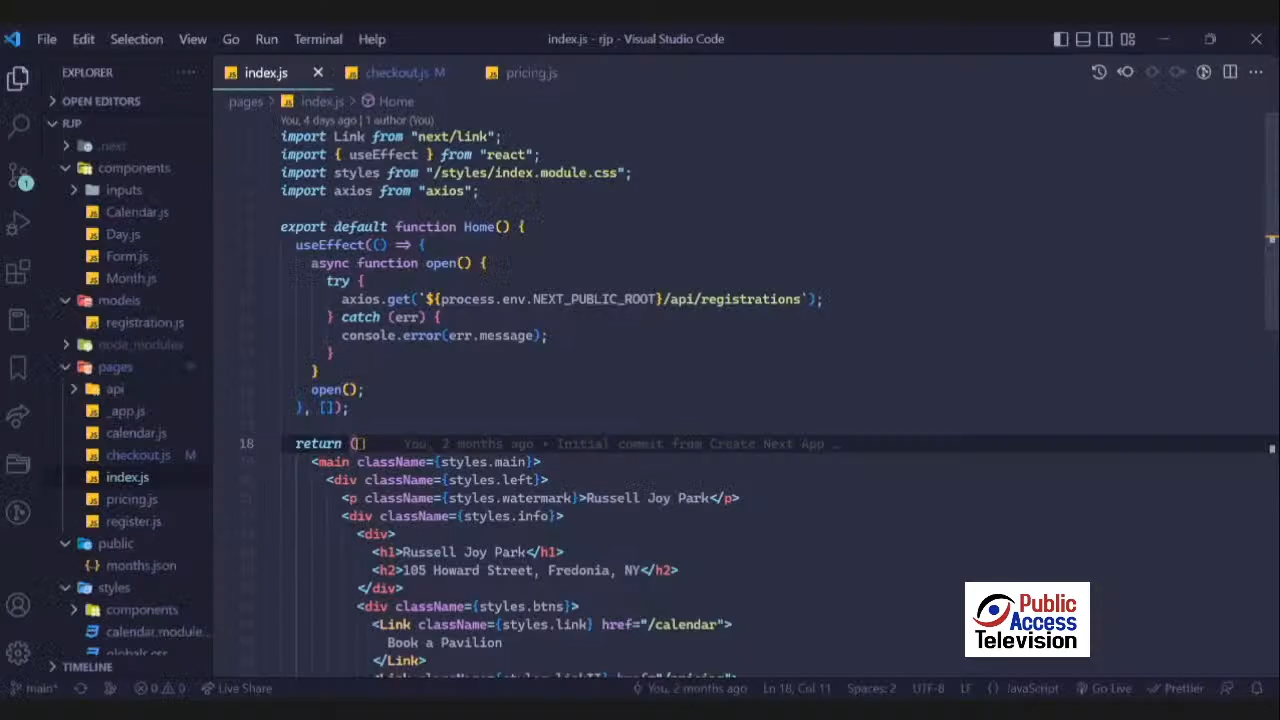 File Edit Selection View Go Run Terminal Help
index.js - rjp - Visual Studio Code
EXPLORER
OPEN EDITORS
RJP
.next
components
inputs
Calendar.js
Day.js
Form.js
Month.js
models
registration.js
node_modules
pages
api
_app.js
calendar.js
checkout.js M
index.js
pricing.js
register.js
public
months.json
styles
components
calendar.module...
globals.css
TIMELINE
index.js
checkout.js M
pricing.js
pages > index.js > Home
You, 4 days ago | 1 author (You)
import Link from "next/link";
import { useEffect } from "react";
import styles from "/styles/index.module.css";
import axios from "axios";
export default function Home() {
useEffect(() => {
async function open() {
try {
axios.get(`${process.env.NEXT_PUBLIC_ROOT}/api/registrations`);
} catch (err) {
console.error(err.message);
}
}
open();
}, []);
18 return ( You, 2 months ago • Initial commit from Create Next App …
<main className={styles.main}>
<div className={styles.left}>
<p className={styles.watermark}>Russell Joy Park</p>
<div className={styles.info}>
<div>
<h1>Russell Joy Park</h1>
<h2>105 Howard Street, Fredonia, NY</h2>
</div>
<div className={styles.btns}>
<Link className={styles.link} href="/calendar">
Book a Pavilion
</Link>
Public
Access
Television
1
main* 0 0 Live Share
You, 2 months ago Ln 18, Col 11 Spaces: 2 UTF-8 LF {} JavaScript Go Live Prettier